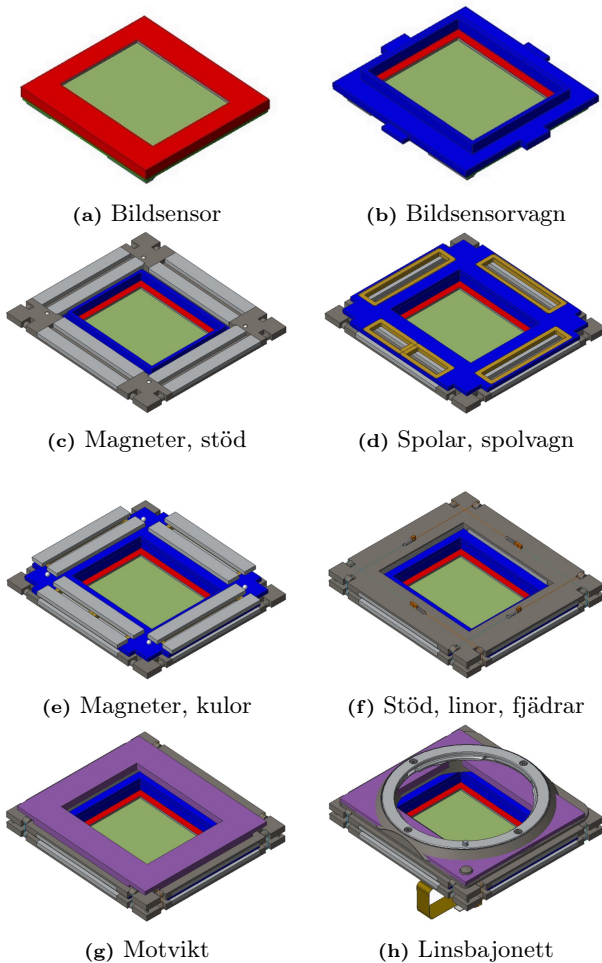 (a) Bildsensor
(b) Bildsensorvagn
(c) Magneter, stöd
(d) Spolar, spolvagn
(e) Magneter, kulor
(f) Stöd, linor, fjädrar
(g) Motvikt
(h) Linsbajonett